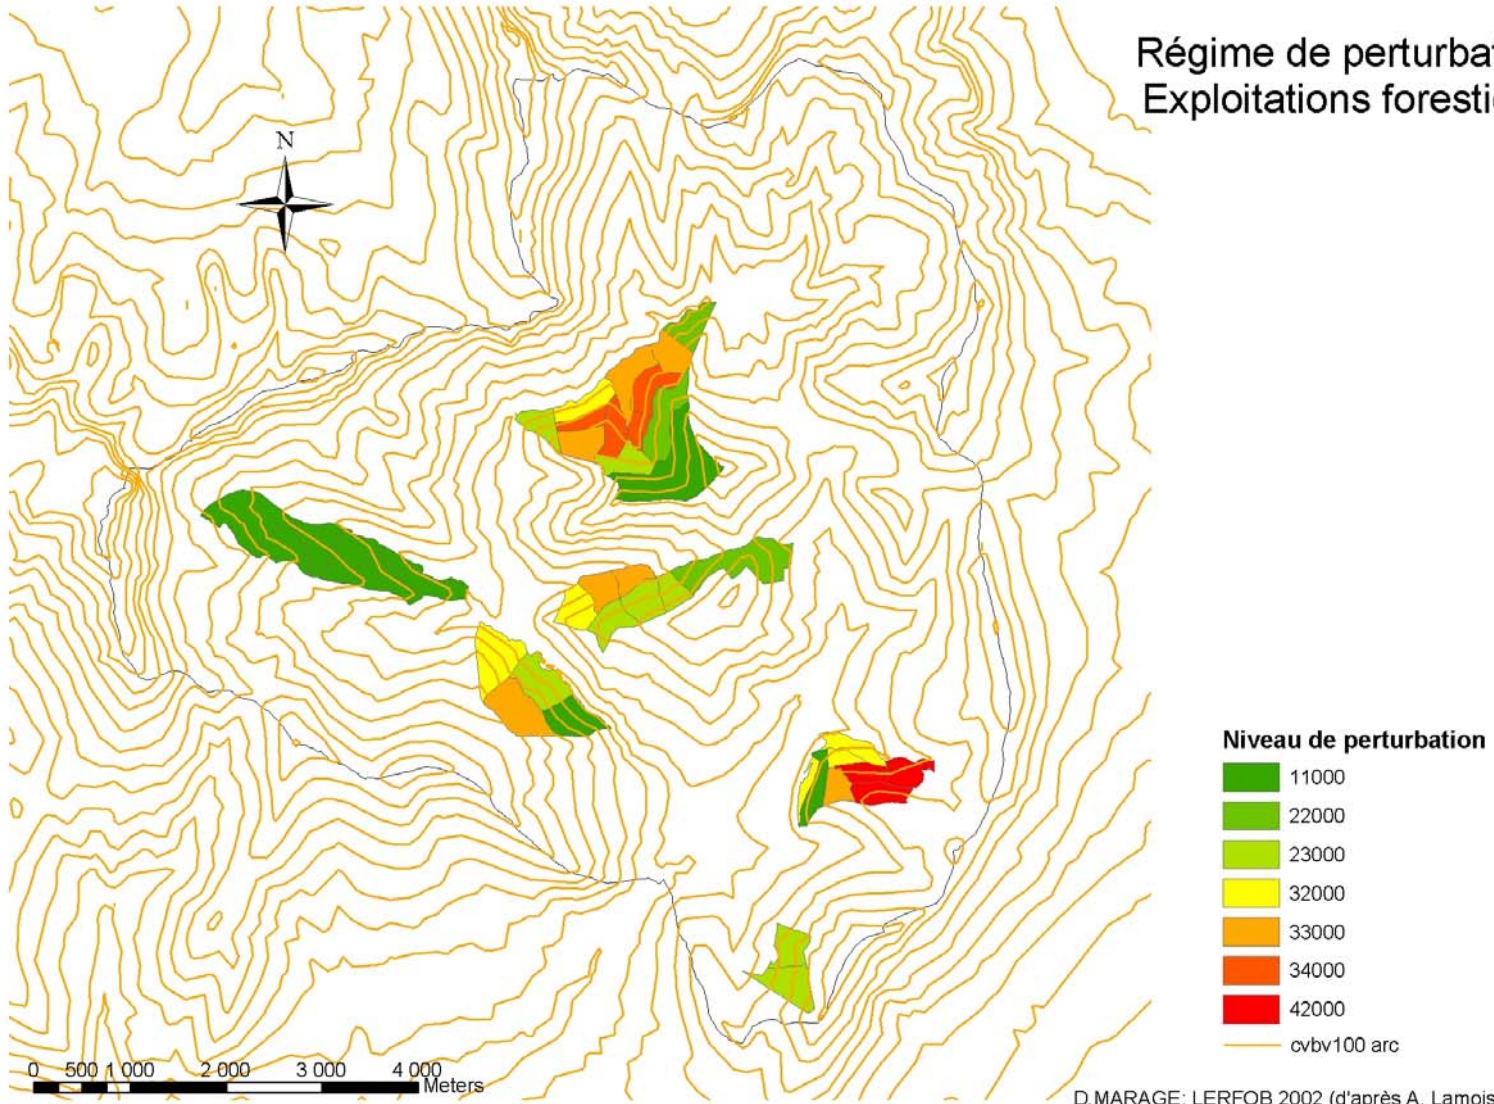 Régime de perturbat
Exploitations foresti
N
Niveau de perturbation
11000
22000
23000
32000
33000
34000
42000
cvbv100 arc
0 500 1 000 2 000 3 000 4 000
Meters
D.MARAGE: LERFOB 2002 (d'après A. Lamois